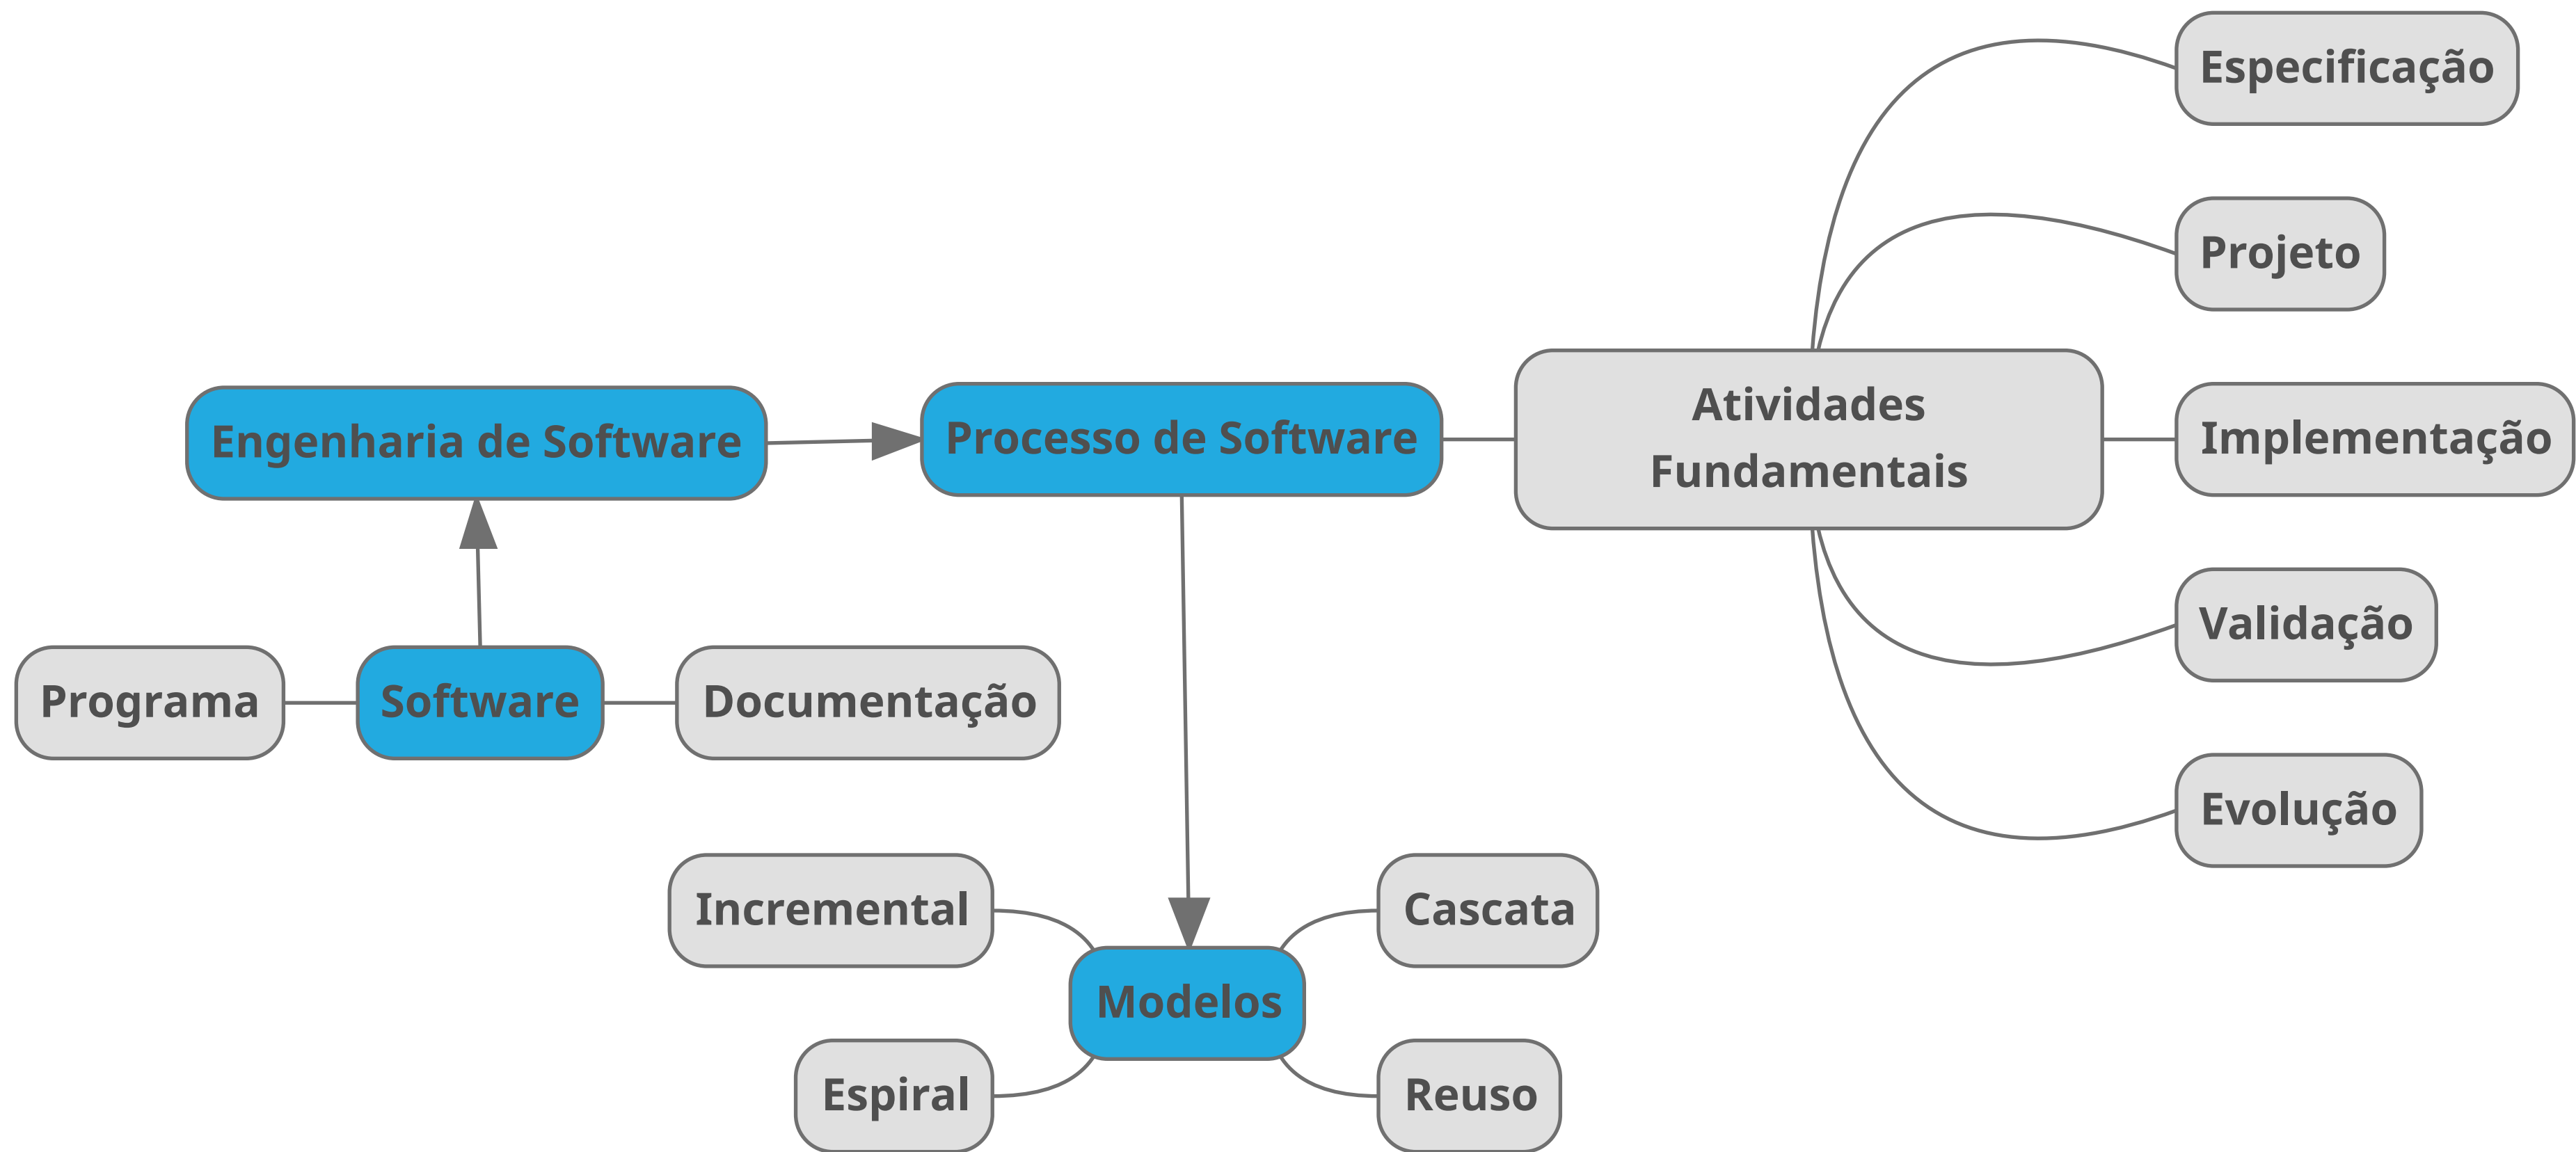 Especificação
Projeto
Engenharia de Software
Processo de Software
Atividades
Fundamentais
Implementação
Programa
Software
Documentação
Validação
Evolução
Incremental
Cascata
Modelos
Espiral
Reuso